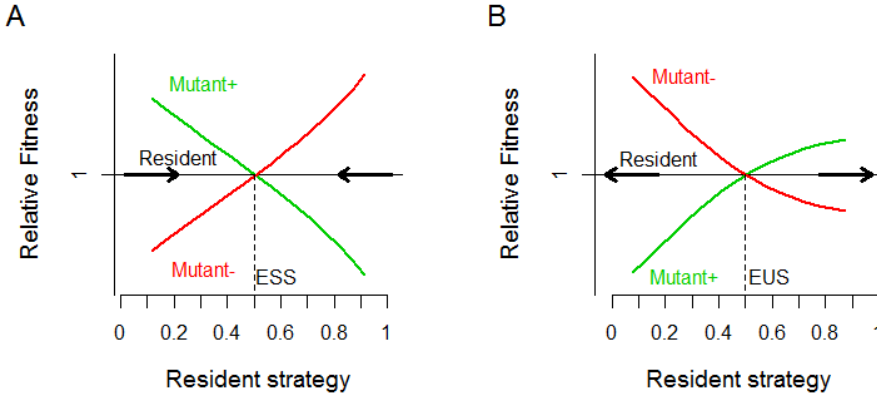 A
Relative Fitness
1
Mutant+
Resident
Mutant-
ESS
0 0.2 0.4 0.6 0.8 1
Resident strategy
B
Relative Fitness
1
Mutant-
Resident
Mutant+
EUS
0 0.2 0.4 0.6 0.8 1
Resident strategy